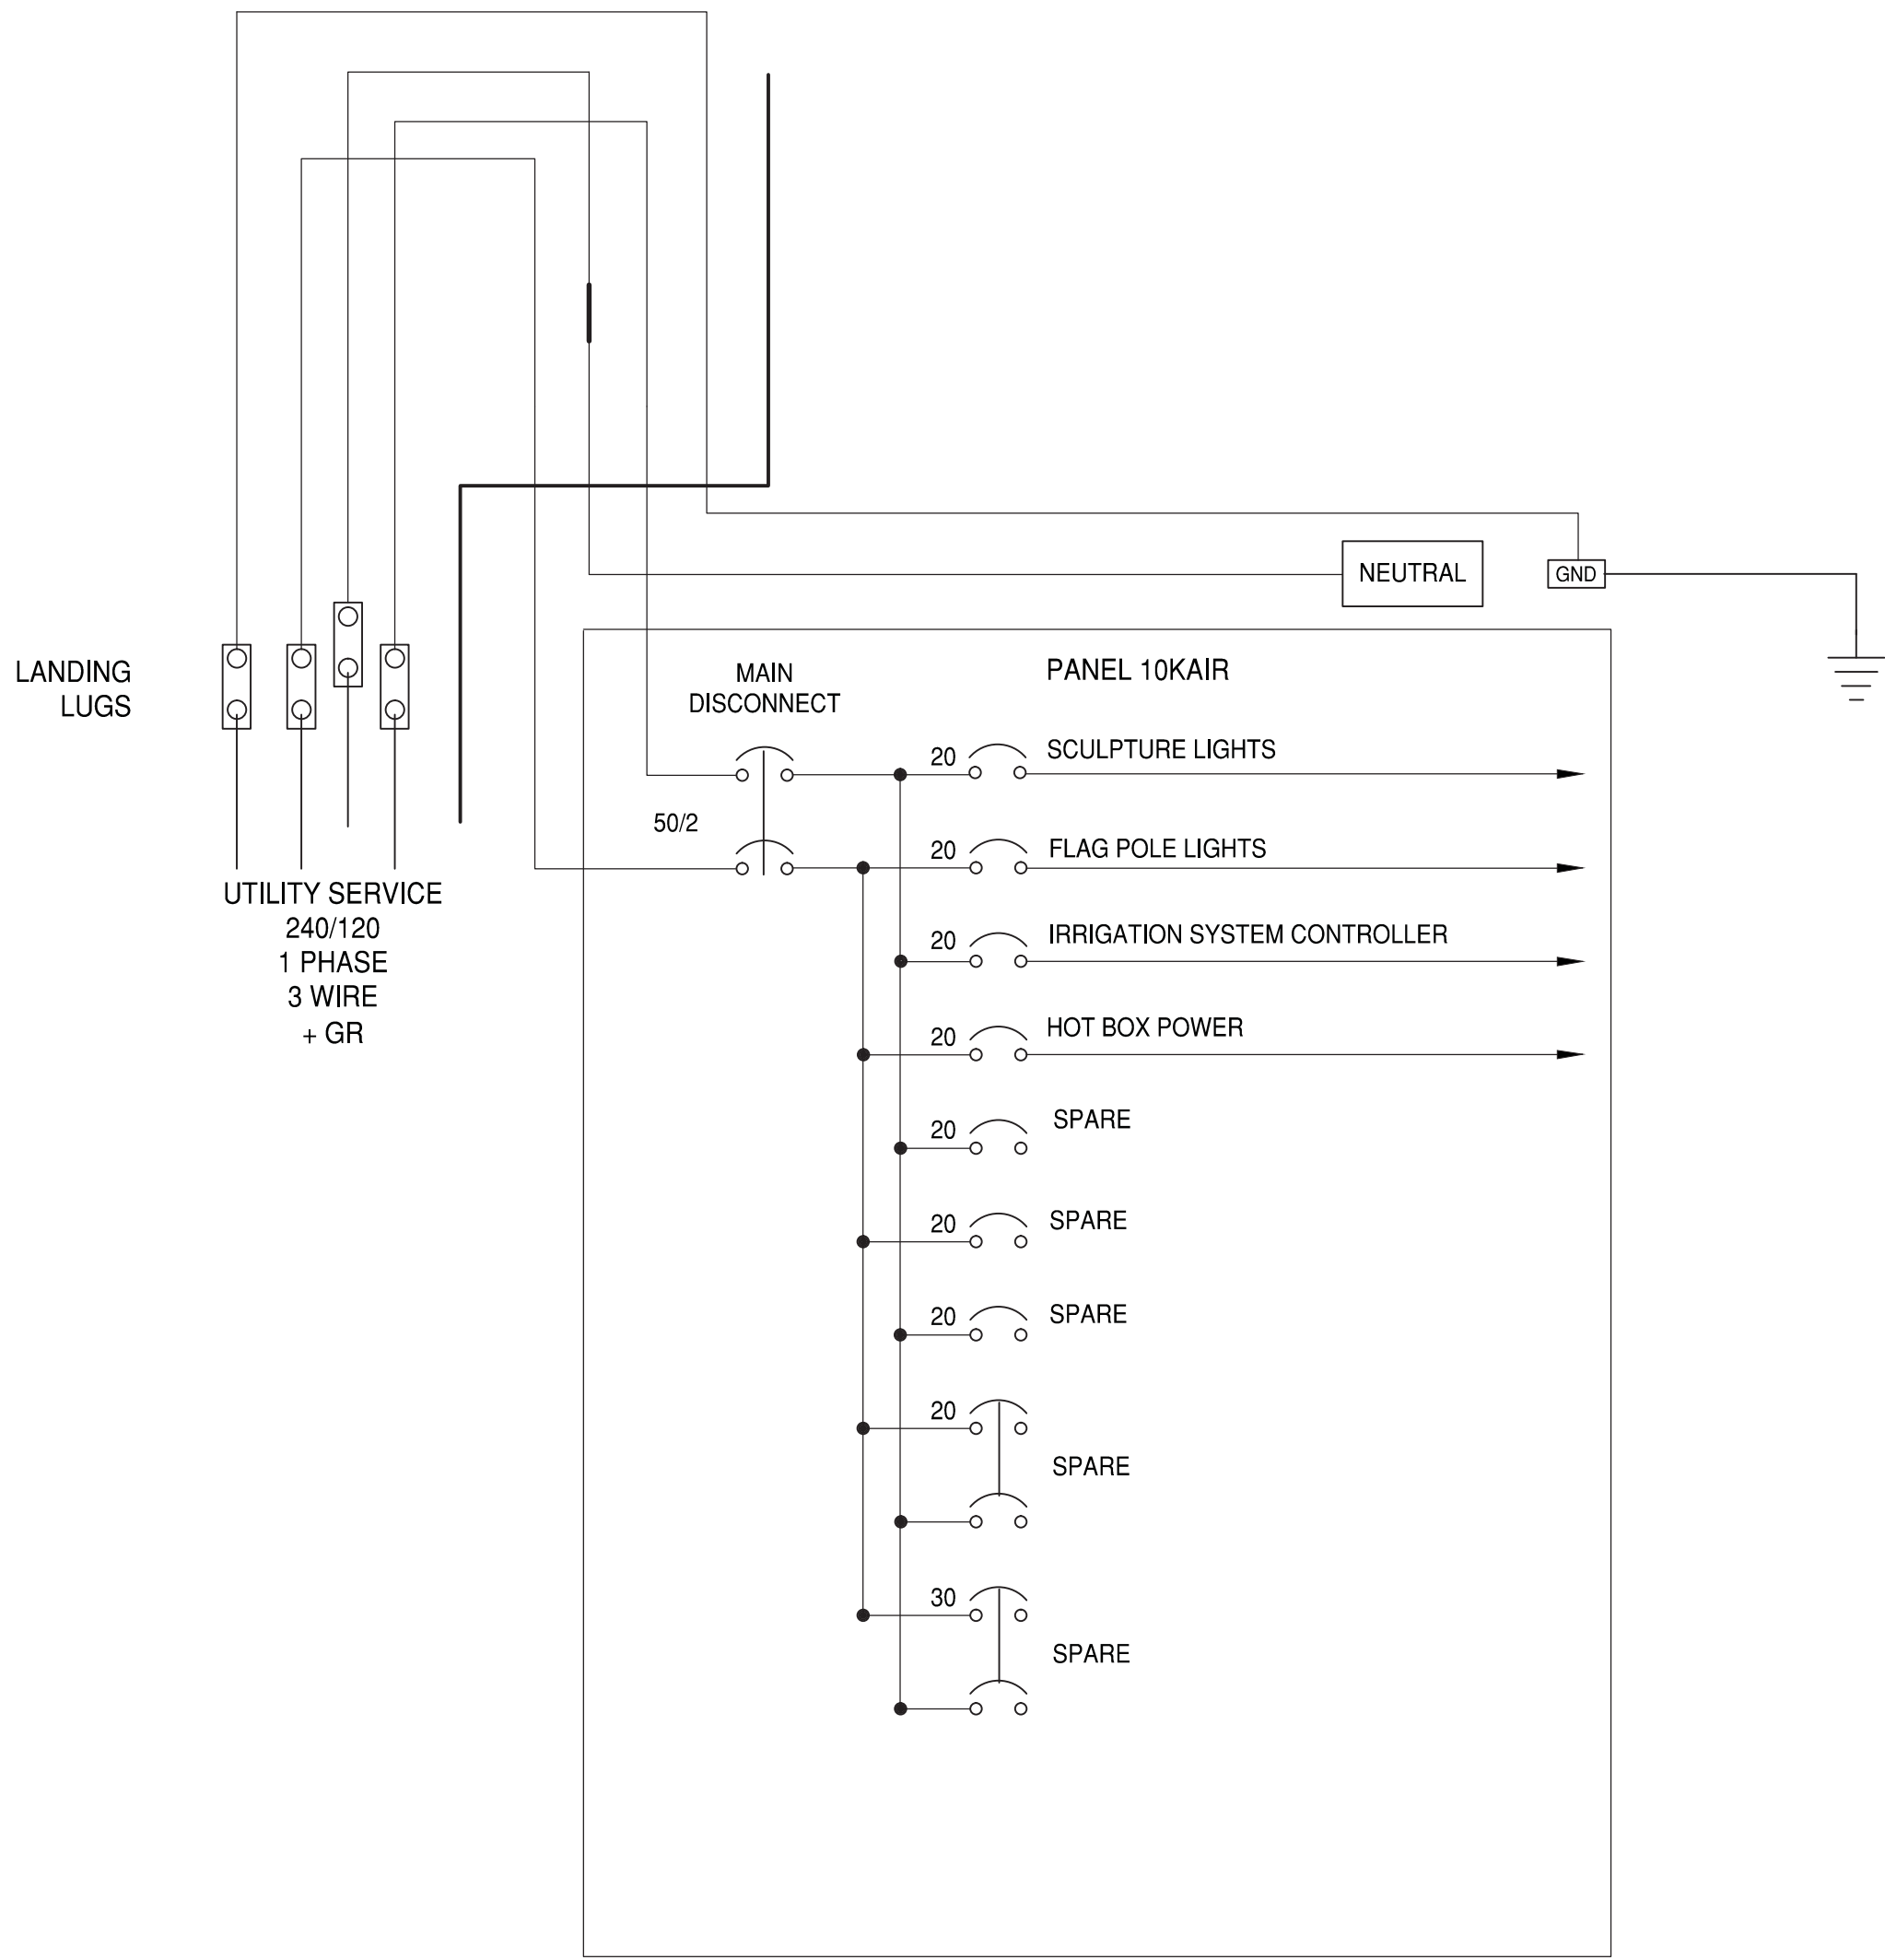 NEUTRAL
GND
LANDING
LUGS
MAIN
DISCONNECT
PANEL 10KAIR
20
SCULPTURE LIGHTS
50/2
20
FLAG POLE LIGHTS
UTILITY SERVICE
240/120
1 PHASE
3 WIRE
+ GR
20
IRRIGATION SYSTEM CONTROLLER
20
HOT BOX POWER
20
SPARE
20
SPARE
20
SPARE
20
SPARE
30
SPARE